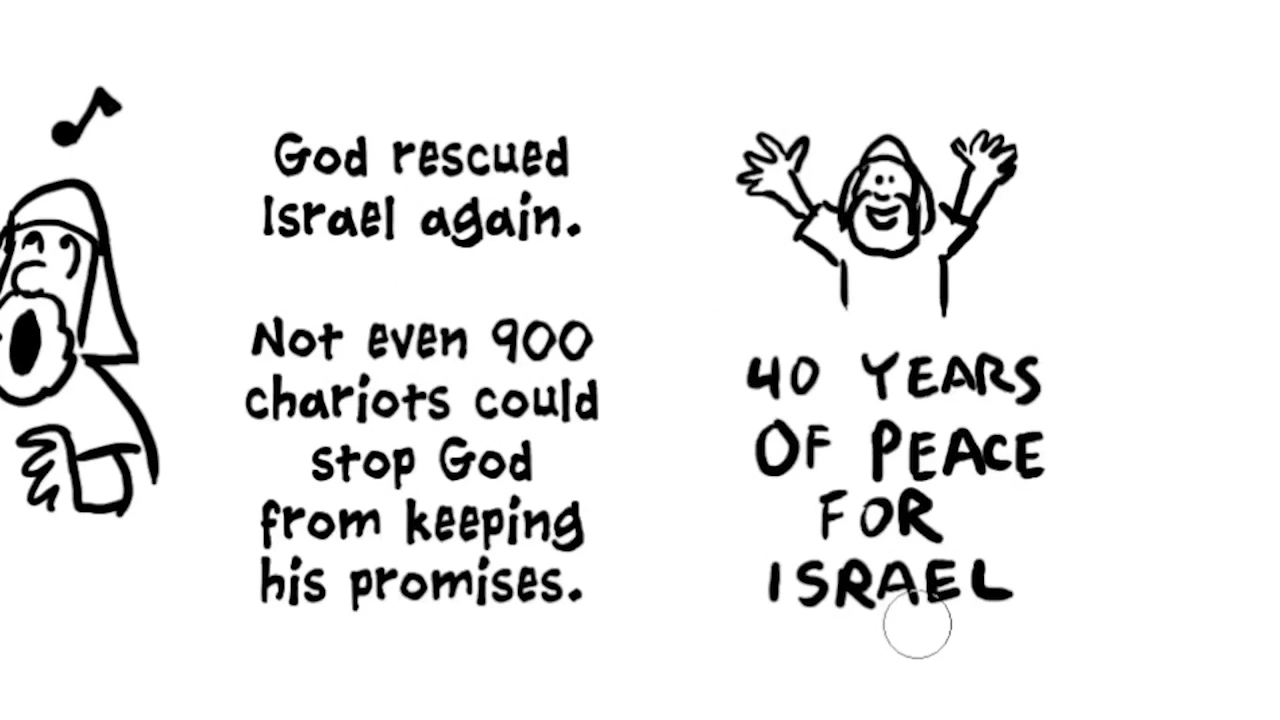 God rescued
Israel again.
Not even 900
chariots could
stop God
from keeping
his promises.
40 YEARS
OF PEACE
FOR
ISRAEL